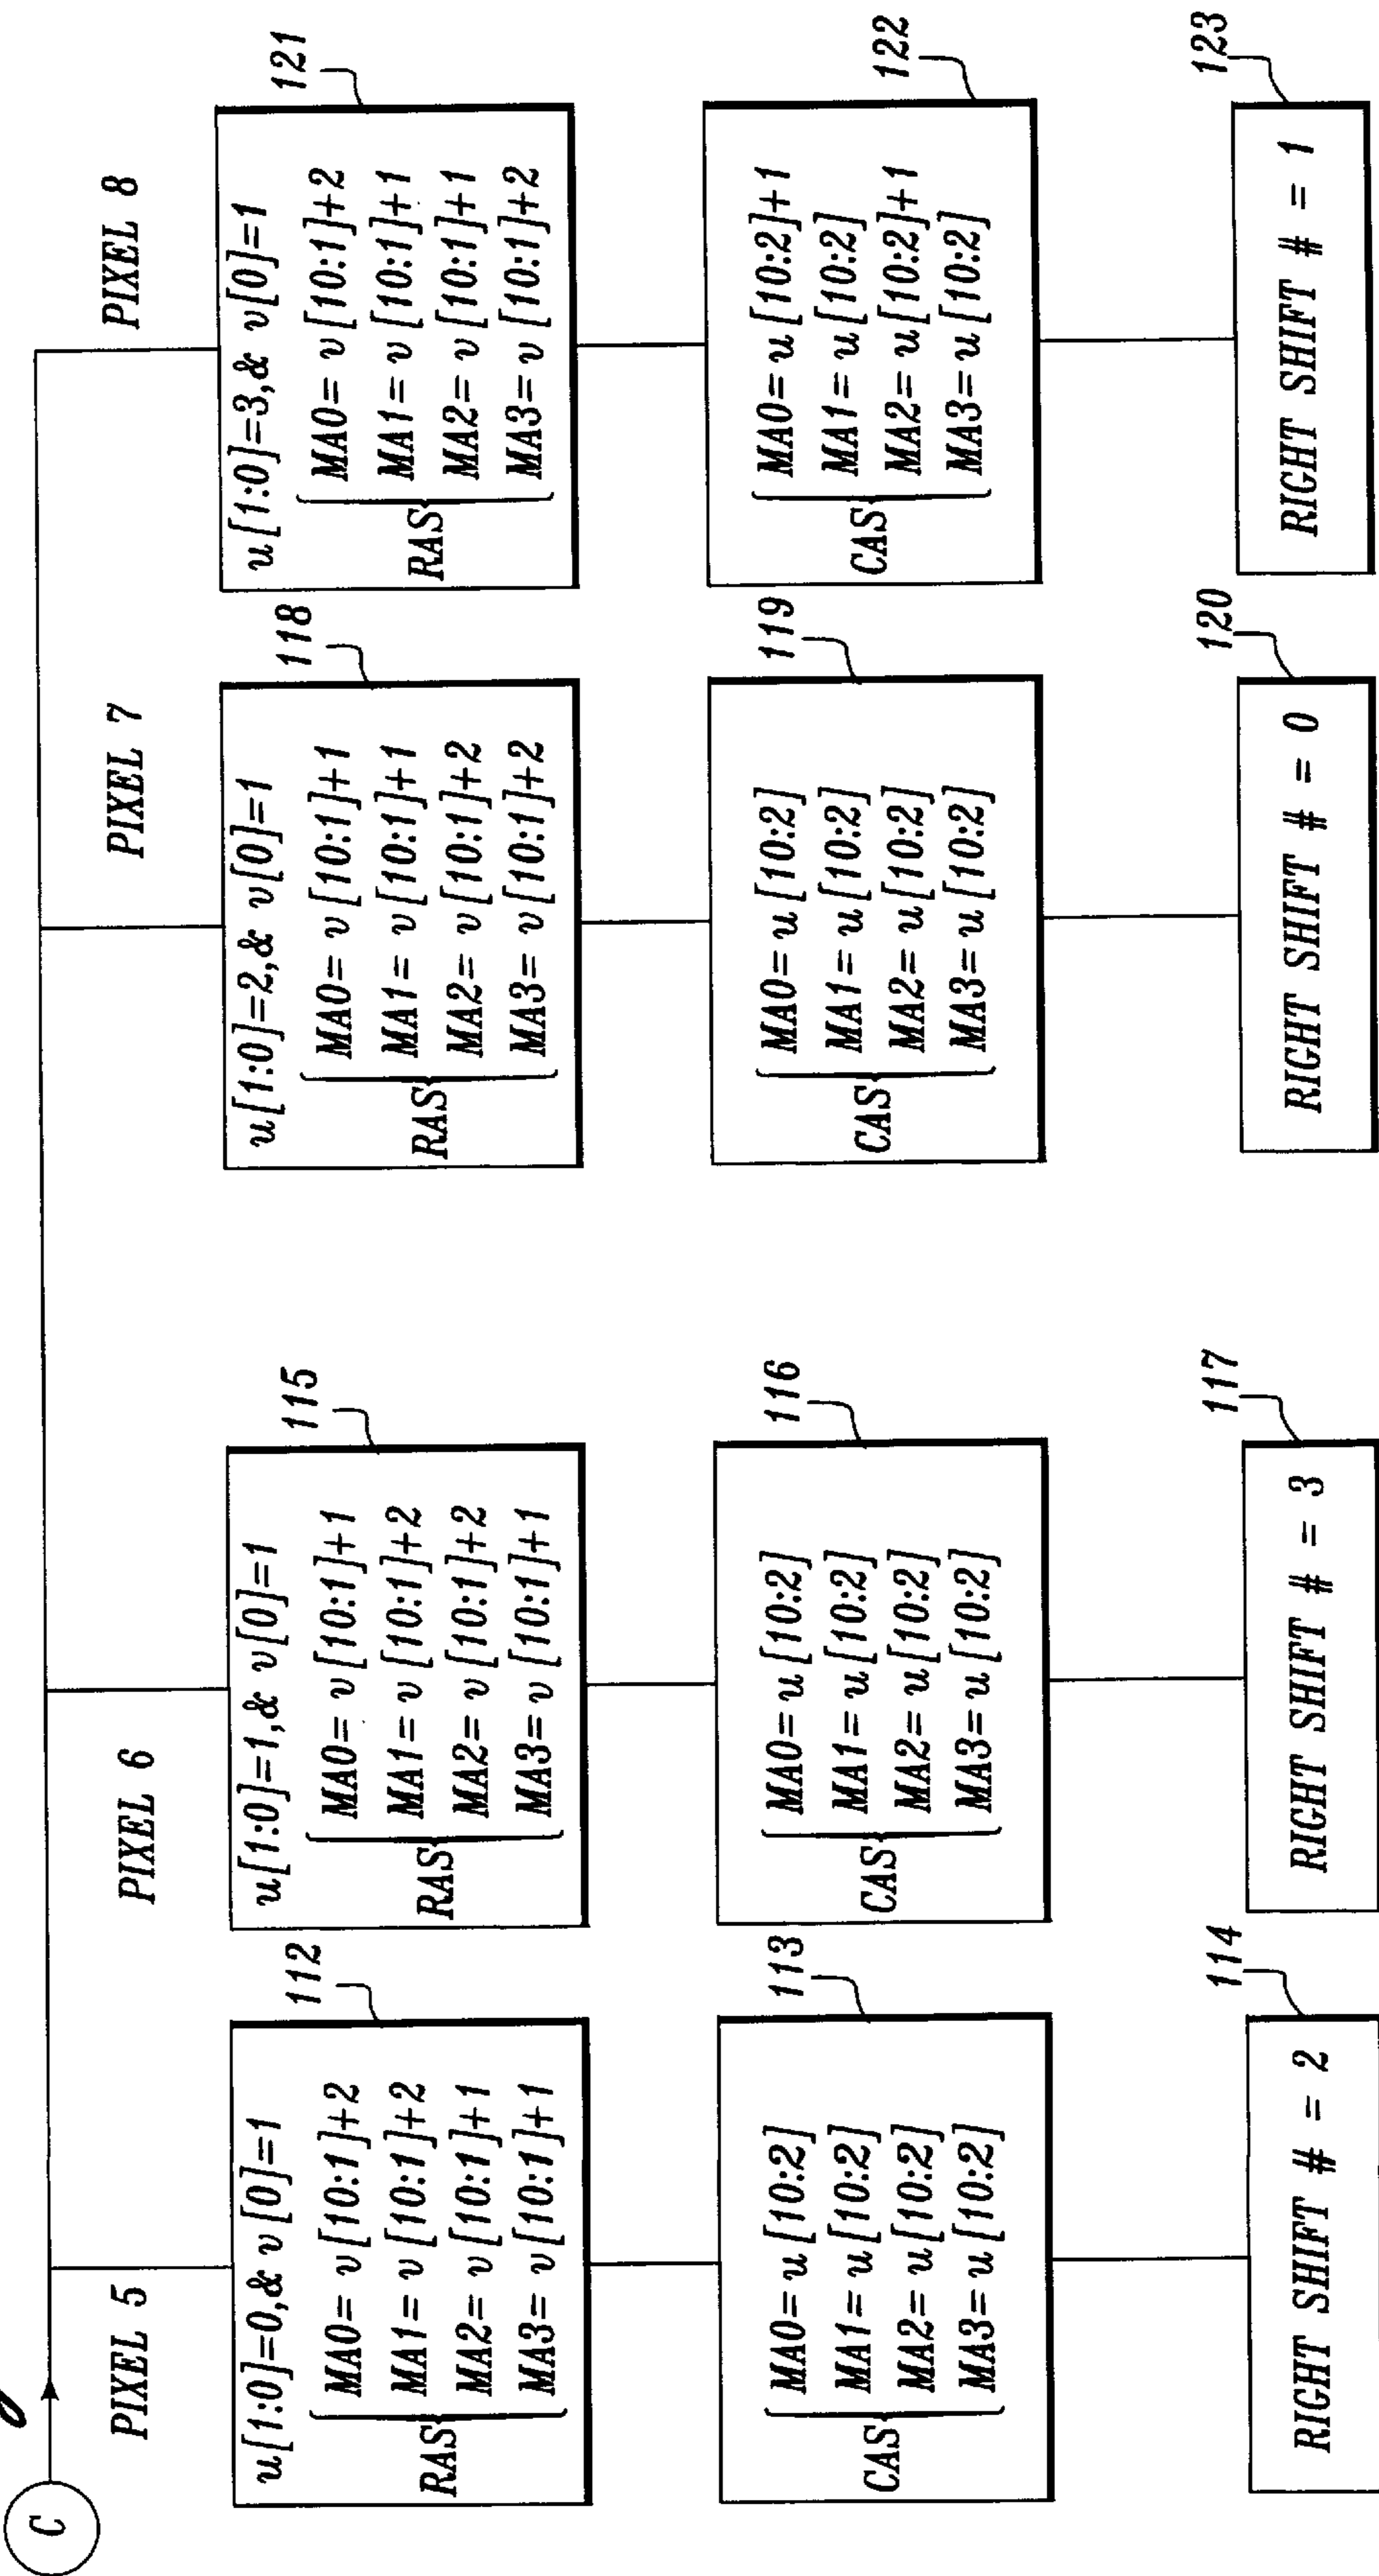 C
PIXEL 5
112
u[1:0]=0,& v[0]=1
RAS
MA0= v[10:1]+2
MA1= v[10:1]+2
MA2= v[10:1]+1
MA3= v[10:1]+1
113
CAS
MA0= u[10:2]
MA1= u[10:2]
MA2= u[10:2]
MA3= u[10:2]
114
RIGHT SHIFT # = 2
PIXEL 6
115
u[1:0]=1,& v[0]=1
RAS
MA0= v[10:1]+1
MA1= v[10:1]+2
MA2= v[10:1]+2
MA3= v[10:1]+1
116
CAS
MA0= u[10:2]
MA1= u[10:2]
MA2= u[10:2]
MA3= u[10:2]
117
RIGHT SHIFT # = 3
PIXEL 7
118
u[1:0]=2,& v[0]=1
RAS
MA0= v[10:1]+1
MA1= v[10:1]+1
MA2= v[10:1]+2
MA3= v[10:1]+2
119
CAS
MA0= u[10:2]
MA1= u[10:2]
MA2= u[10:2]
MA3= u[10:2]
120
RIGHT SHIFT # = 0
PIXEL 8
121
u[1:0]=3,& v[0]=1
RAS
MA0= v[10:1]+2
MA1= v[10:1]+1
MA2= v[10:1]+1
MA3= v[10:1]+2
122
CAS
MA0= u[10:2]+1
MA1= u[10:2]
MA2= u[10:2]+1
MA3= u[10:2]
123
RIGHT SHIFT # = 1